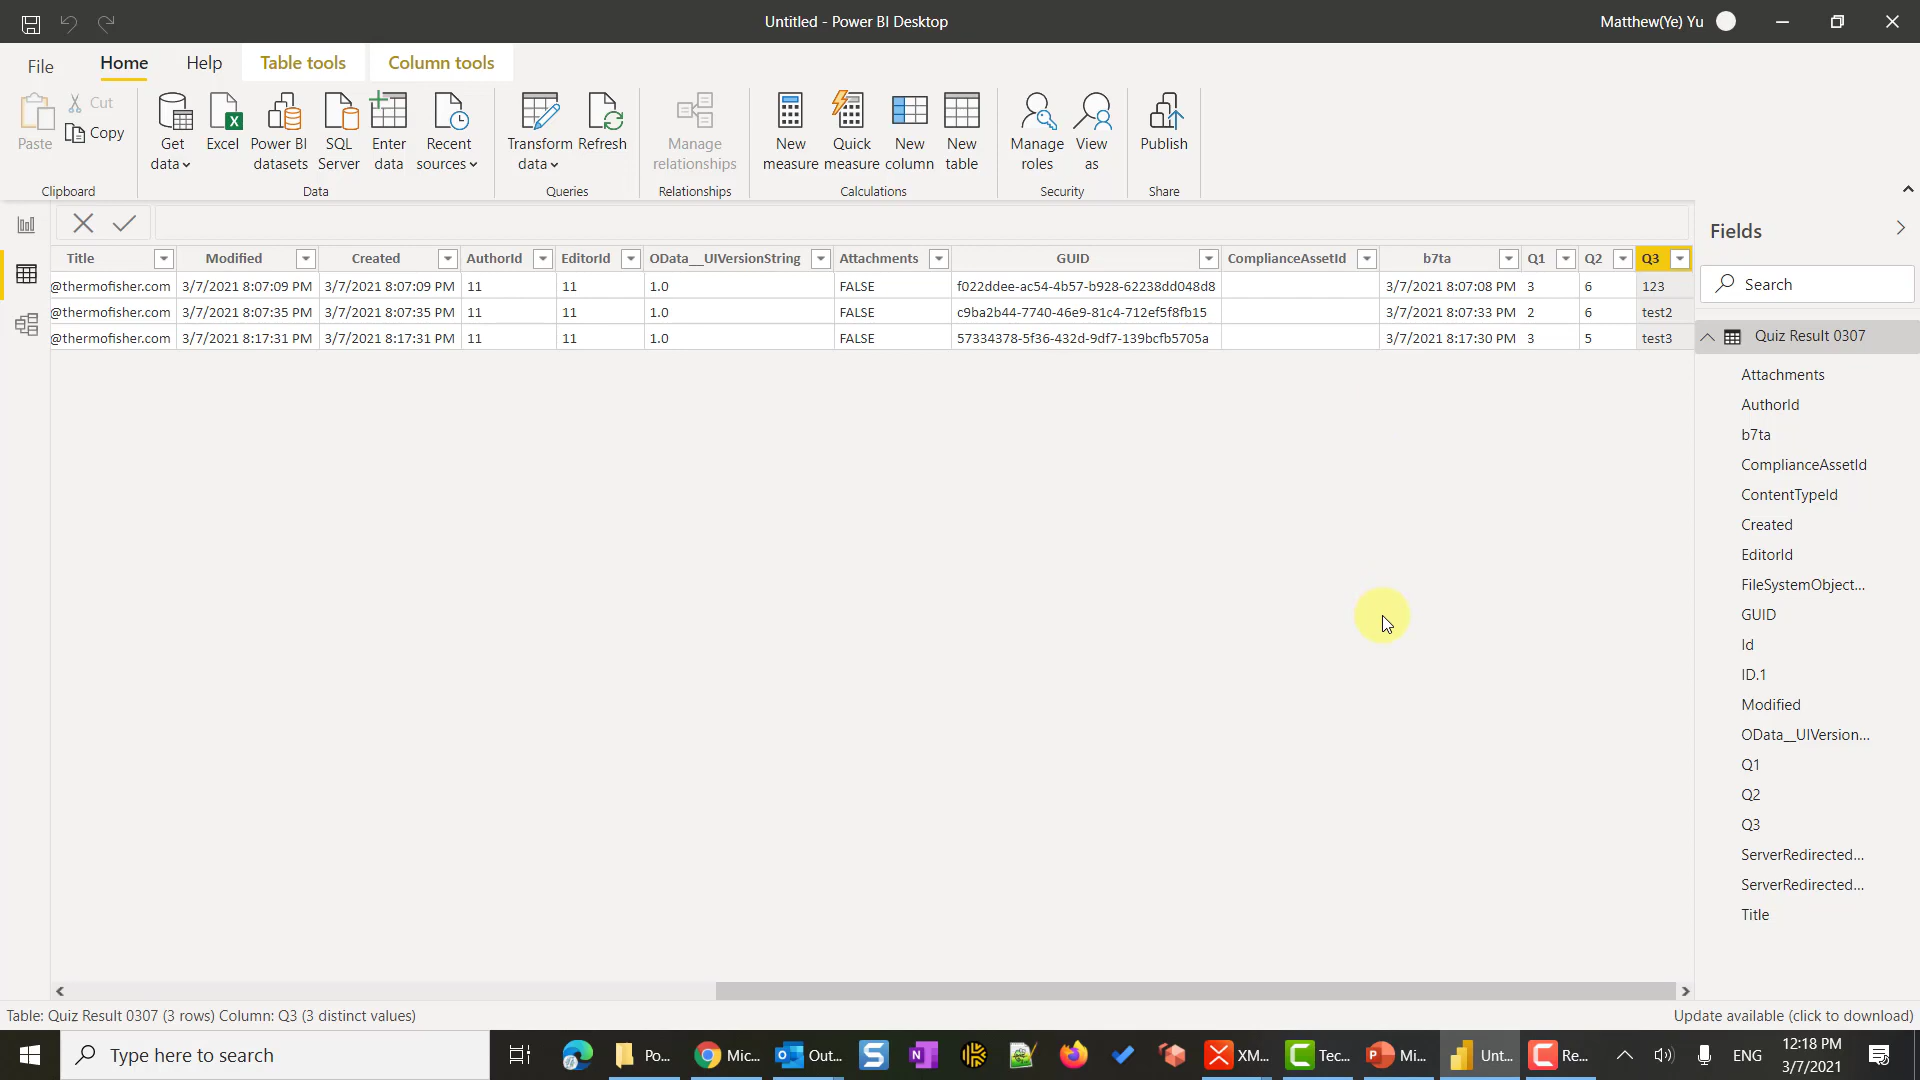 Untitled - Power BI Desktop
Matthew(Ye) Yu
File
Home
Help
Table tools
Column tools
Paste
Cut
Copy
Clipboard
Get data
Excel
Power BI datasets
SQL Server
Enter data
Recent sources
Data
Transform data
Refresh
Queries
Manage relationships
Relationships
New measure
Quick measure
New column
New table
Calculations
Manage roles
View as
Security
Publish
Share
Title Modified Created AuthorId EditorId OData__UIVersionString Attachments GUID ComplianceAssetId b7ta Q1 Q2 Q3
@thermofisher.com 3/7/2021 8:07:09 PM 3/7/2021 8:07:09 PM 11 11 1.0 FALSE f022ddee-ac54-4b57-b928-62238dd048d8 3/7/2021 8:07:08 PM 3 6 123
@thermofisher.com 3/7/2021 8:07:35 PM 3/7/2021 8:07:35 PM 11 11 1.0 FALSE c9ba2b44-7740-46e9-81c4-712ef5f8fb15 3/7/2021 8:07:33 PM 2 6 test2
@thermofisher.com 3/7/2021 8:17:31 PM 3/7/2021 8:17:31 PM 11 11 1.0 FALSE 57334378-5f36-432d-9df7-139bcfb5705a 3/7/2021 8:17:30 PM 3 5 test3
Fields
Search
Quiz Result 0307
Attachments
AuthorId
b7ta
ComplianceAssetId
ContentTypeId
Created
EditorId
FileSystemObject...
GUID
Id
ID.1
Modified
OData__UIVersion...
Q1
Q2
Q3
ServerRedirected...
ServerRedirected...
Title
Table: Quiz Result 0307 (3 rows) Column: Q3 (3 distinct values)
Update available (click to download)
Type here to search
Po...
Mic...
Out...
XM...
Tec...
Mi...
Unt...
Re...
ENG
12:18 PM
3/7/2021